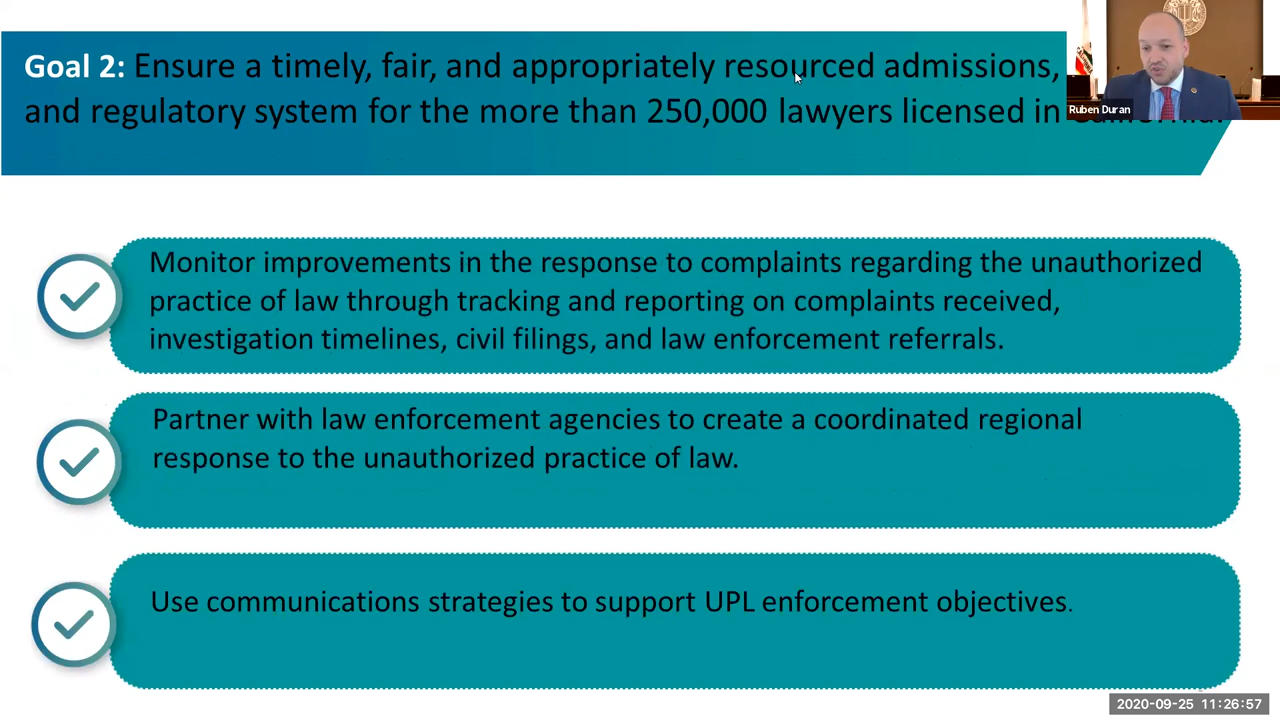 Goal 2: Ensure a timely, fair, and appropriately resourced admissions,
and regulatory system for the more than 250,000 lawyers licensed in
Ruben Duran
Monitor improvements in the response to complaints regarding the unauthorized
practice of law through tracking and reporting on complaints received,
investigation timelines, civil filings, and law enforcement referrals.
Partner with law enforcement agencies to create a coordinated regional
response to the unauthorized practice of law.
Use communications strategies to support UPL enforcement objectives.
2020-09-25 11:26:57